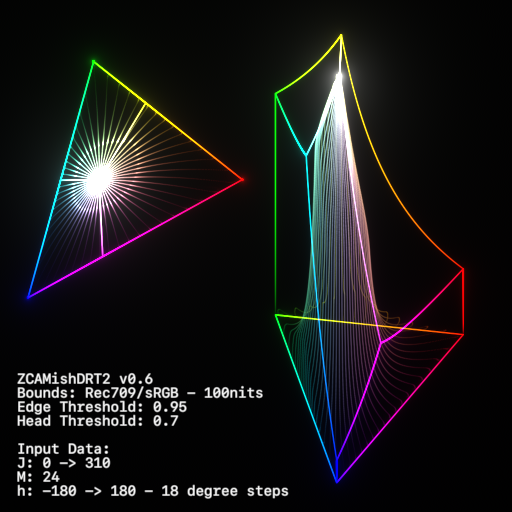 ZCAMishDRT2 v0.6
Bounds: Rec709/sRGB - 100nits
Edge Threshold: 0.95
Head Threshold: 0.7
Input Data:
J: 0 -> 310
M: 24
h: -180 -> 180 - 18 degree steps